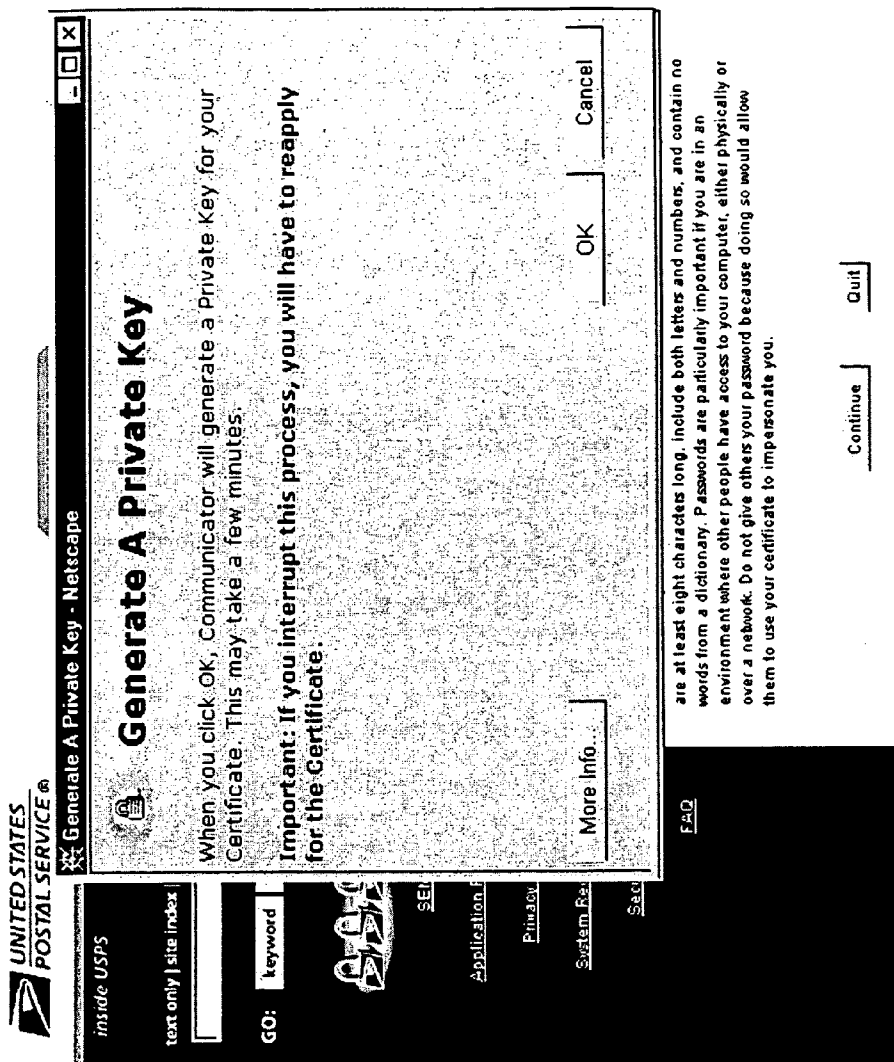 UNITED STATES
POSTAL SERVICE ®
Generate A Private Key - Netscape
inside USPS
text only | site index |
GO: keyword
Generate A Private Key
When you click OK, Communicator will generate a Private Key for your
Certificate. This may take a few minutes.
Important: If you interrupt this process, you will have to reapply
for the Certificate.
More Info...
OK
Cancel
Application
Privacy
System
FAQ
are at least eight characters long, include both letters and numbers, and contain no
words from a dictionary. Passwords are particularly important if you are in an
environment where other people have access to your computer, either physically or
over a network. Do not give others your password because doing so would allow
them to use your certificate to impersonate you.
Continue
Quit